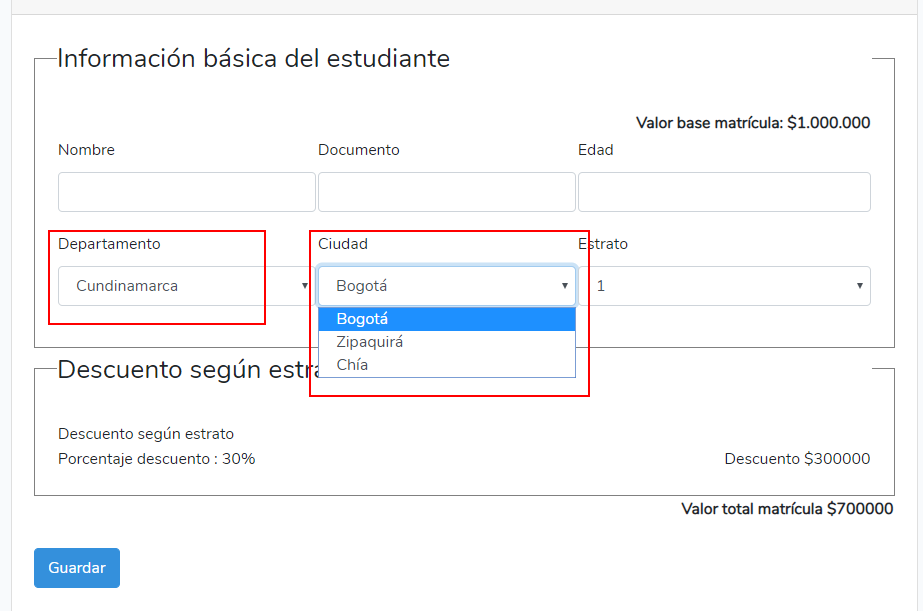 Información básica del estudiante
Valor base matrícula: $1.000.000
Nombre Documento Edad
Departamento Ciudad Estrato
Cundinamarca Bogotá 1
Bogotá
Zipaquirá
Chía
Descuento según estra
Descuento según estrato
Porcentaje descuento : 30% Descuento $300000
Valor total matrícula $700000
Guardar